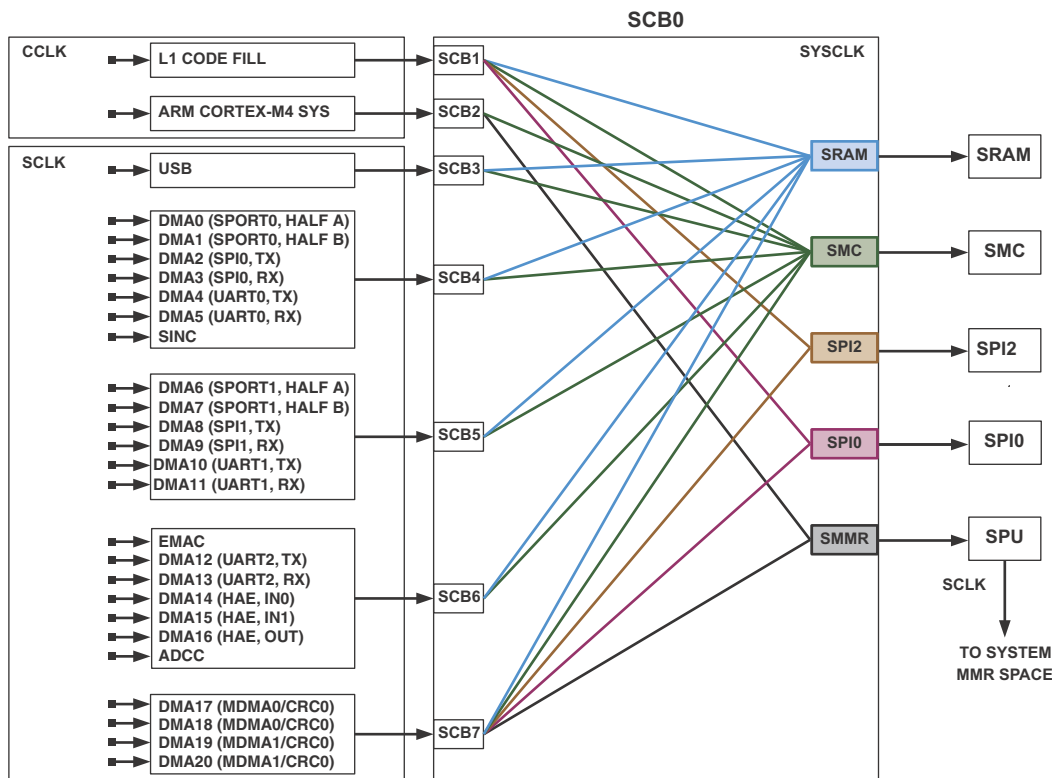 SCB0
CCLK
L1 CODE FILL
ARM CORTEX-M4 SYS
SCLK
USB
DMA0 (SPORT0, HALF A)
DMA1 (SPORT0, HALF B)
DMA2 (SPI0, TX)
DMA3 (SPI0, RX)
DMA4 (UART0, TX)
DMA5 (UART0, RX)
SINC
DMA6 (SPORT1, HALF A)
DMA7 (SPORT1, HALF B)
DMA8 (SPI1, TX)
DMA9 (SPI1, RX)
DMA10 (UART1, TX)
DMA11 (UART1, RX)
EMAC
DMA12 (UART2, TX)
DMA13 (UART2, RX)
DMA14 (HAE, IN0)
DMA15 (HAE, IN1)
DMA16 (HAE, OUT)
ADCC
DMA17 (MDMA0/CRC0)
DMA18 (MDMA0/CRC0)
DMA19 (MDMA1/CRC0)
DMA20 (MDMA1/CRC0)
SCB1
SCB2
SCB3
SCB4
SCB5
SCB6
SCB7
SYSCLK
SRAM
SMC
SPI2
SPI0
SMMR
SRAM
SMC
SPI2
SPI0
SPU
SCLK
TO SYSTEM
MMR SPACE